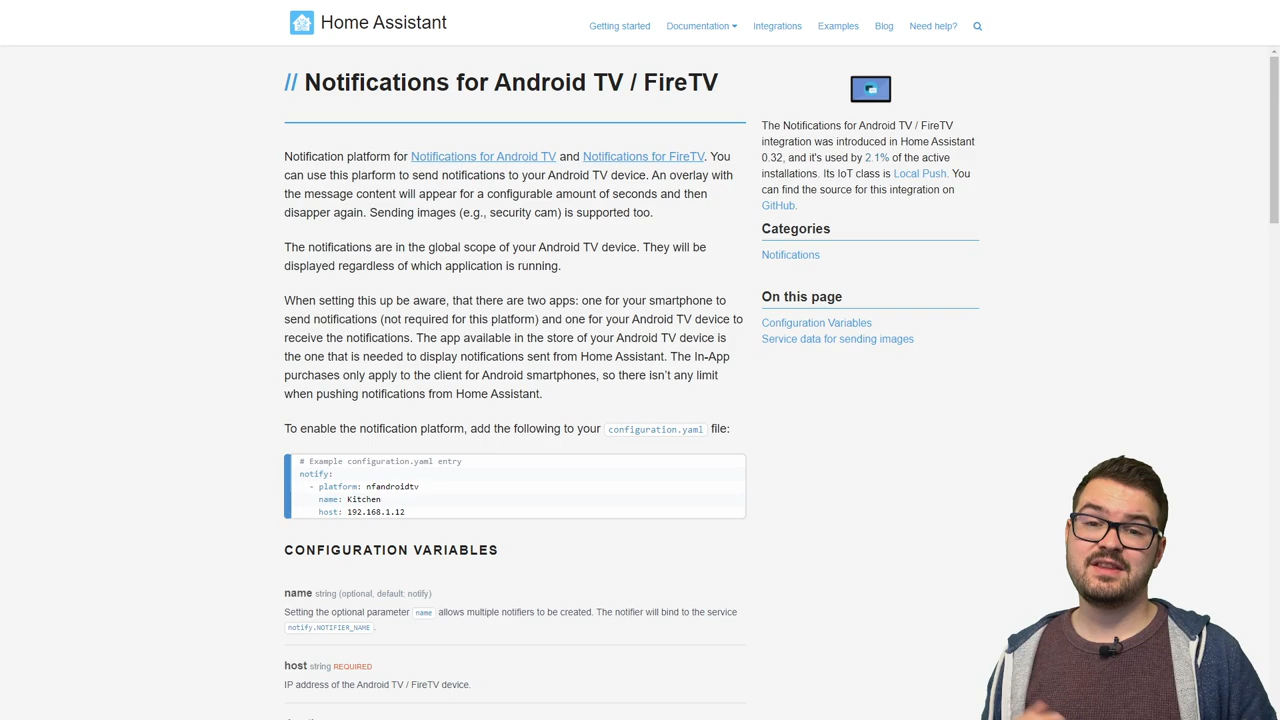 Home Assistant
Getting started
Documentation
Integrations
Examples
Blog
Need help?
// Notifications for Android TV / FireTV
Notification platform for Notifications for Android TV and Notifications for FireTV. You
can use this plarform to send notifications to your Android TV device. An overlay with
the message content will appear for a configurable amount of seconds and then
disapper again. Sending images (e.g., security cam) is supported too.
The notifications are in the global scope of your Android TV device. They will be
displayed regardless of which application is running.
When setting this up be aware, that there are two apps: one for your smartphone to
send notifications (not required for this platform) and one for your Android TV device to
receive the notifications. The app available in the store of your Android TV device is
the one that is needed to display notifications sent from Home Assistant. The In-App
purchases only apply to the client for Android smartphones, so there isn't any limit
when pushing notifications from Home Assistant.
To enable the notification platform, add the following to your configuration.yaml file:
# Example configuration.yaml entry
notify:
  - platform: nfandroidtv
    name: Kitchen
    host: 192.168.1.12
CONFIGURATION VARIABLES
name string (optional, default: notify)
Setting the optional parameter name allows multiple notifiers to be created. The notifier will bind to the service
notify.NOTIFIER_NAME.
host string REQUIRED
IP address of the Android TV / FireTV device.
The Notifications for Android TV / FireTV
integration was introduced in Home Assistant
0.32, and it's used by 2.1% of the active
installations. Its IoT class is Local Push. You
can find the source for this integration on
GitHub.
Categories
Notifications
On this page
Configuration Variables
Service data for sending images